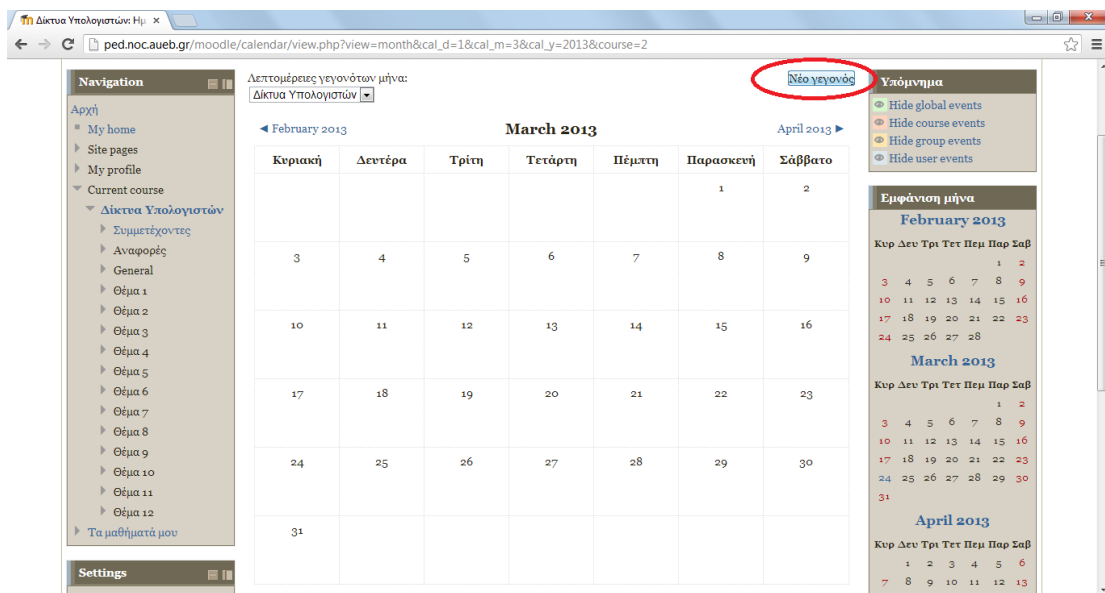 Δίκτυα Υπολογιστών: Ημ
ped.noc.aueb.gr/moodle/calendar/view.php?view=month&cal_d=1&cal_m=3&cal_y=2013&course=2
Navigation
Αρχή
My home
Site pages
My profile
Current course
Δίκτυα Υπολογιστών
Συμμετέχοντες
Αναφορές
General
Θέμα 1
Θέμα 2
Θέμα 3
Θέμα 4
Θέμα 5
Θέμα 6
Θέμα 7
Θέμα 8
Θέμα 9
Θέμα 10
Θέμα 11
Θέμα 12
Τα μαθήματά μου
Settings
Λεπτομέρειες γεγονότων μήνα:
Δίκτυα Υπολογιστών
Νέο γεγονός
◄ February 2013 March 2013 April 2013 ►
Κυριακή Δευτέρα Τρίτη Τετάρτη Πέμπτη Παρασκευή Σάββατο
1 2
3 4 5 6 7 8 9
10 11 12 13 14 15 16
17 18 19 20 21 22 23
24 25 26 27 28 29 30
31
Υπόμνημα
Hide global events
Hide course events
Hide group events
Hide user events
Εμφάνιση μήνα
February 2013
Κυρ Δευ Τρι Τετ Πεμ Παρ Σαβ
1 2
3 4 5 6 7 8 9
10 11 12 13 14 15 16
17 18 19 20 21 22 23
24 25 26 27 28
March 2013
Κυρ Δευ Τρι Τετ Πεμ Παρ Σαβ
1 2
3 4 5 6 7 8 9
10 11 12 13 14 15 16
17 18 19 20 21 22 23
24 25 26 27 28 29 30
31
April 2013
Κυρ Δευ Τρι Τετ Πεμ Παρ Σαβ
1 2 3 4 5 6
7 8 9 10 11 12 13